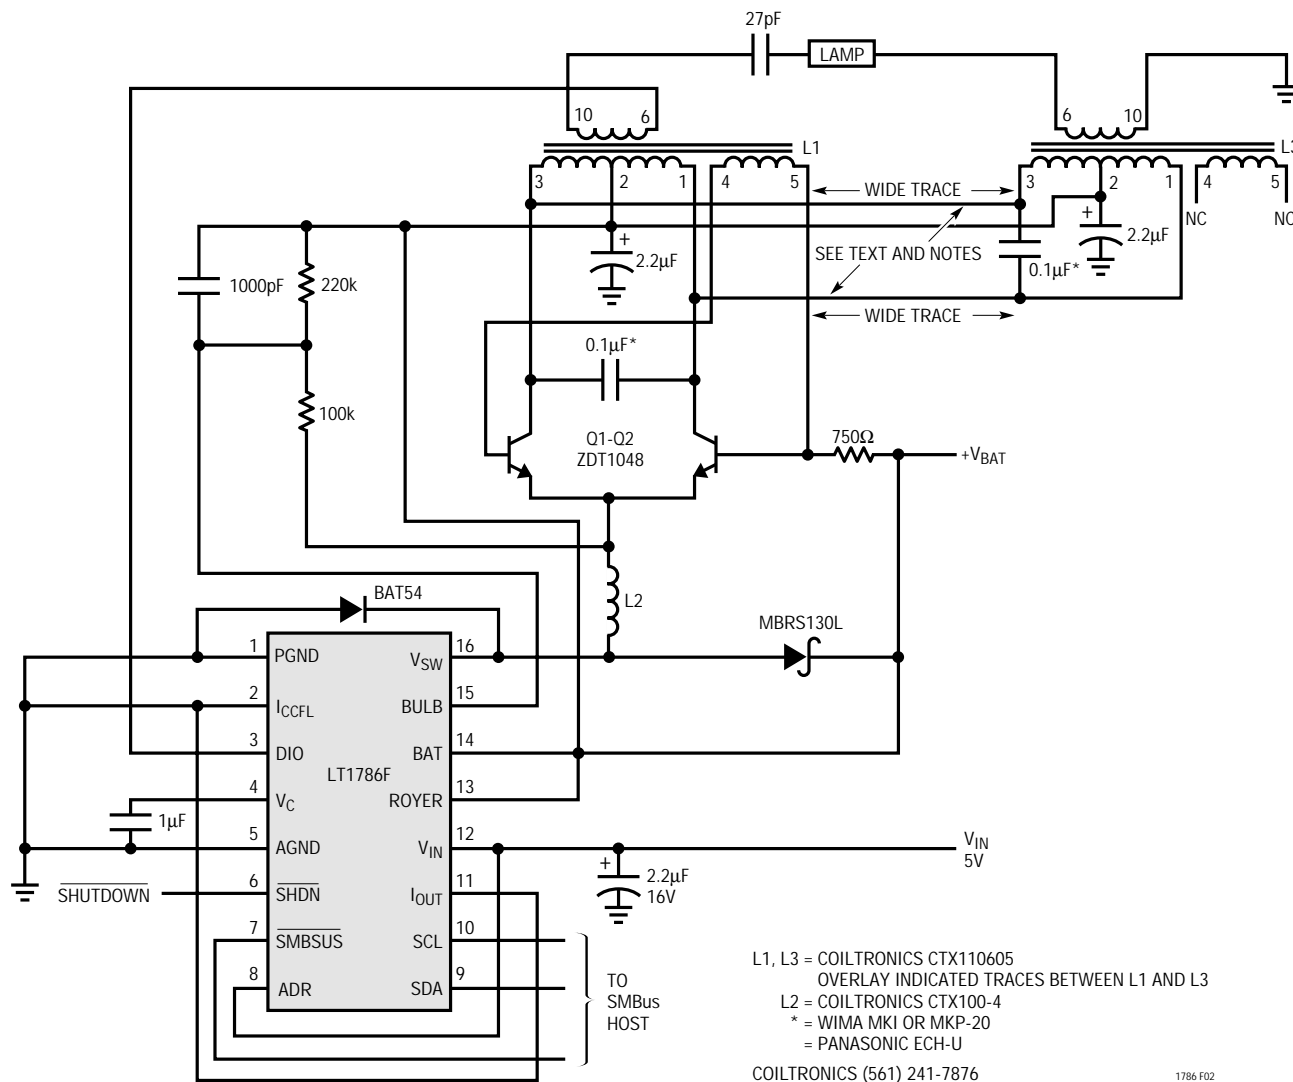 27pF
LAMP
10 6
6 10
L1
L3
3 2 1 4 5
3 2 1 4 5
WIDE TRACE
NC NC
+
2.2µF
+
2.2µF
SEE TEXT AND NOTES
0.1µF*
1000pF
220k
WIDE TRACE
0.1µF*
100k
Q1-Q2
ZDT1048
750Ω
+VBAT
BAT54
L2
MBRS130L
1 PGND
VSW 16
2 ICCFL
BULB 15
3 DIO
BAT 14
LT1786F
4 VC
ROYER 13
1µF
5 AGND
VIN 12
VIN
5V
+
2.2µF
16V
SHUTDOWN
6 SHDN
IOUT 11
7 SMBSUS
SCL 10
8 ADR
SDA 9
TO
SMBus
HOST
L1, L3 = COILTRONICS CTX110605
OVERLAY INDICATED TRACES BETWEEN L1 AND L3
L2 = COILTRONICS CTX100-4
* = WIMA MKI OR MKP-20
= PANASONIC ECH-U
COILTRONICS (561) 241-7876
1786 F02